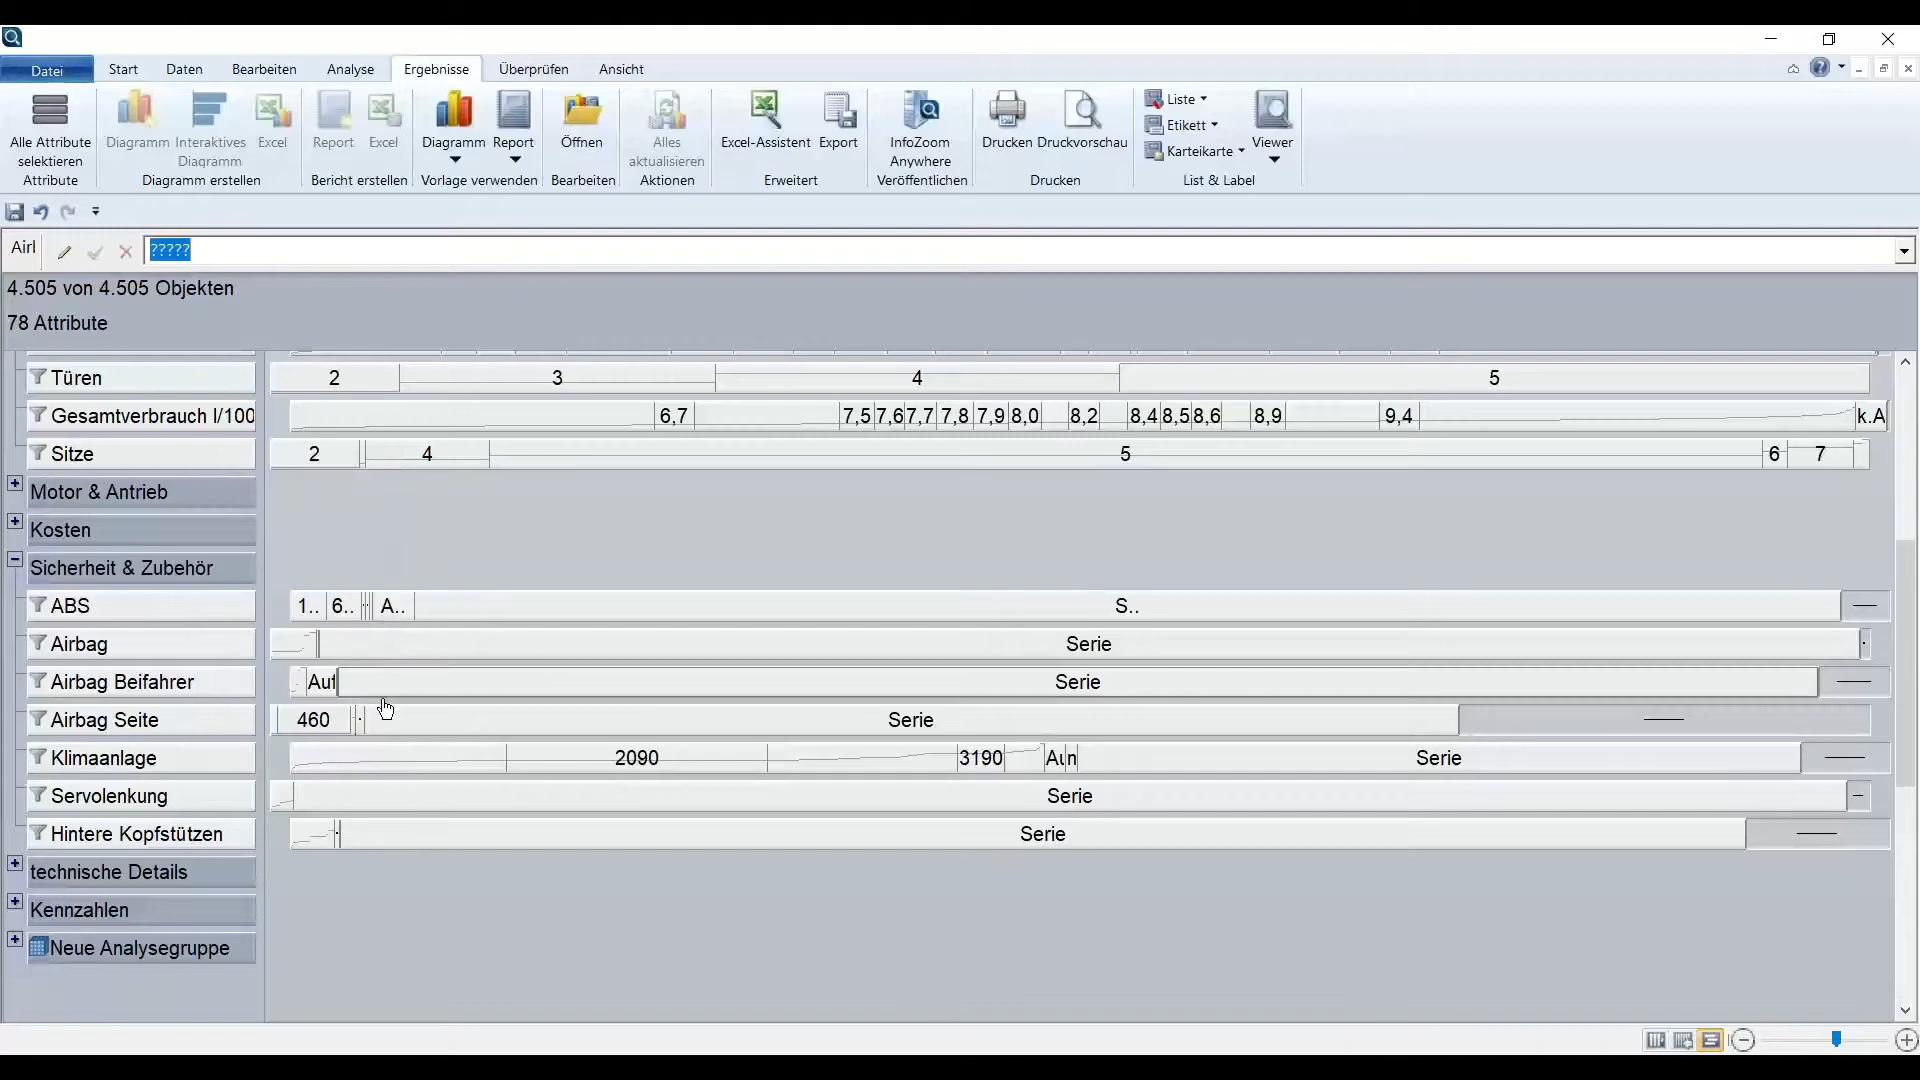 Datei Start Daten Bearbeiten Analyse Ergebnisse Überprüfen Ansicht
Alle Attribute selektieren
Diagramm
Interaktives Diagramm
Excel
Report
Excel
Diagramm
Report
Öffnen
Alles aktualisieren
Excel-Assistent
Export
InfoZoom Anywhere
Drucken
Druckvorschau
Liste
Etikett
Karteikarte
Viewer
Attribute Diagramm erstellen Bericht erstellen Vorlage verwenden Bearbeiten Aktionen Erweitert Veröffentlichen Drucken List & Label
Airl ?????
4.505 von 4.505 Objekten
78 Attribute
Türen 2 3 4 5
Gesamtverbrauch l/100 6,7 7,5 7,6 7,7 7,8 7,9 8,0 8,2 8,4 8,5 8,6 8,9 9,4 k.A
Sitze 2 4 5 6 7
Motor & Antrieb
Kosten
Sicherheit & Zubehör
ABS 1.. 6.. A.. S..
Airbag Serie
Airbag Beifahrer Auf Serie
Airbag Seite 460 Serie
Klimaanlage 2090 3190 Au n Serie
Servolenkung Serie
Hintere Kopfstützen Serie
technische Details
Kennzahlen
Neue Analysegruppe